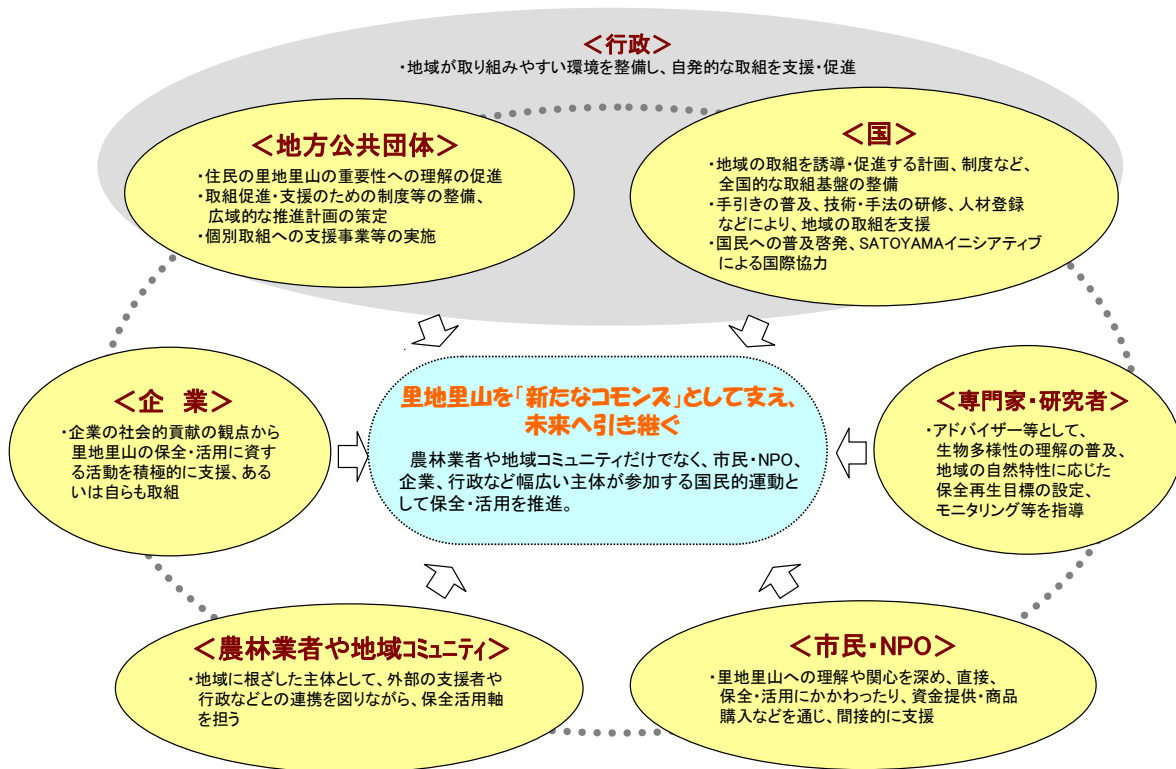 ＜行政＞
・地域が取り組みやすい環境を整備し、自発的な取組を支援・促進
＜地方公共団体＞
・住民の里地里山の重要性への理解の促進
・取組促進・支援のための制度等の整備、
広域的な推進計画の策定
・個別取組への支援事業等の実施
＜国＞
・地域の取組を誘導・促進する計画、制度など、
全国的な取組基盤の整備
・手引きの普及、技術・手法の研修、人材登録
などにより、地域の取組を支援
・国民への普及啓発、SATOYAMAイニシアティブ
による国際協力
＜企　業＞
・企業の社会的貢献の観点から
里地里山の保全・活用に資す
る活動を積極的に支援、ある
いは自らも取組
里地里山を「新たなコモンズ」として支え、
未来へ引き継ぐ
農林業者や地域コミュニティだけでなく、市民・NPO、
企業、行政など幅広い主体が参加する国民的運動と
して保全・活用を推進。
＜専門家・研究者＞
・アドバイザー等として、
生物多様性の理解の普及、
地域の自然特性に応じた
保全再生目標の設定、
モニタリング等を指導
＜農林業者や地域ｺﾐｭﾆﾃｨ＞
・地域に根ざした主体として、外部の支援者や
行政などとの連携を図りながら、保全活用軸
を担う
＜市民・NPO＞
・里地里山への理解や関心を深め、直接、
保全・活用にかかわったり、資金提供・商品
購入などを通じ、間接的に支援